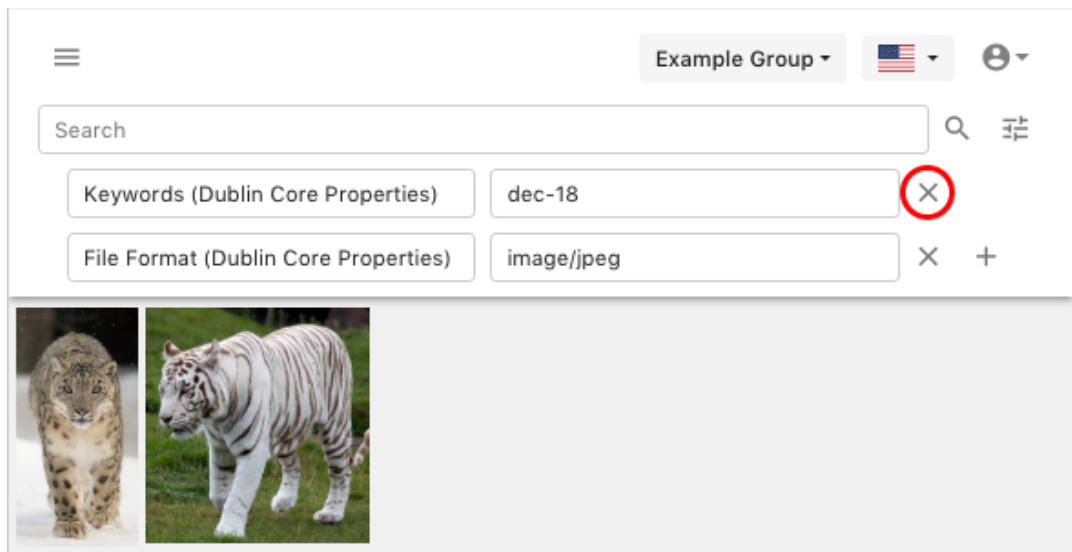 Example Group
Search
Keywords (Dublin Core Properties) dec-18
File Format (Dublin Core Properties) image/jpeg